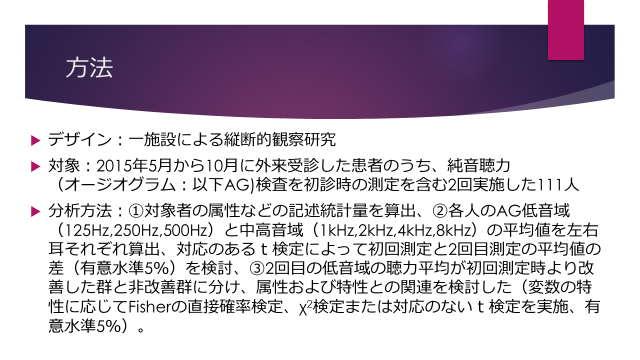 方法
デザイン：一施設による縦断的観察研究
対象：2015年5月から10月に外来受診した患者のうち、純音聴力
（オージオグラム：以下AG)検査を初診時の測定を含む2回実施した111人
分析方法：①対象者の属性などの記述統計量を算出、②各人のAG低音域
（125Hz,250Hz,500Hz）と中高音域（1kHz,2kHz,4kHz,8kHz）の平均値を左右
耳それぞれ算出、対応のあるｔ検定によって初回測定と2回目測定の平均値の
差（有意水準5%）を検討、③2回目の低音域の聴力平均が初回測定時より改
善した群と非改善群に分け、属性および特性との関連を検討した（変数の特
性に応じてFisherの直接確率検定、χ²検定または対応のないｔ検定を実施、有
意水準5%）。